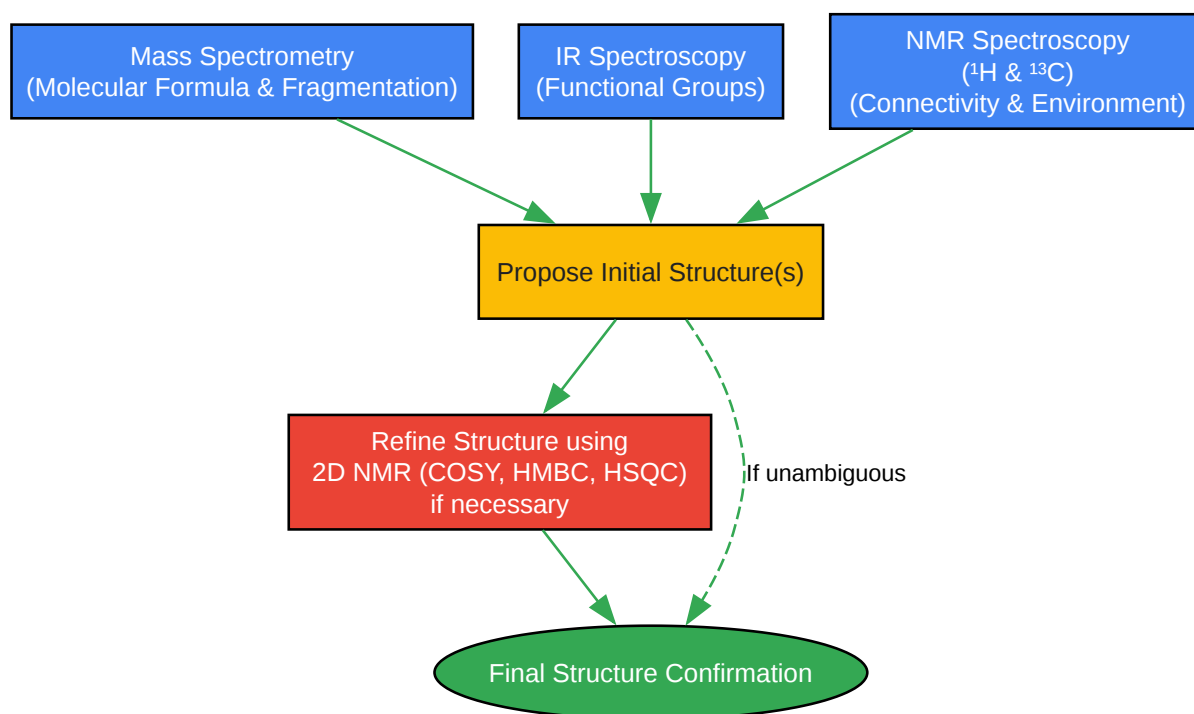 Mass Spectrometry
(Molecular Formula & Fragmentation)
IR Spectroscopy
(Functional Groups)
NMR Spectroscopy
(¹H & ¹³C)
(Connectivity & Environment)
Propose Initial Structure(s)
Refine Structure using
2D NMR (COSY, HMBC, HSQC)
if necessary
If unambiguous
Final Structure Confirmation